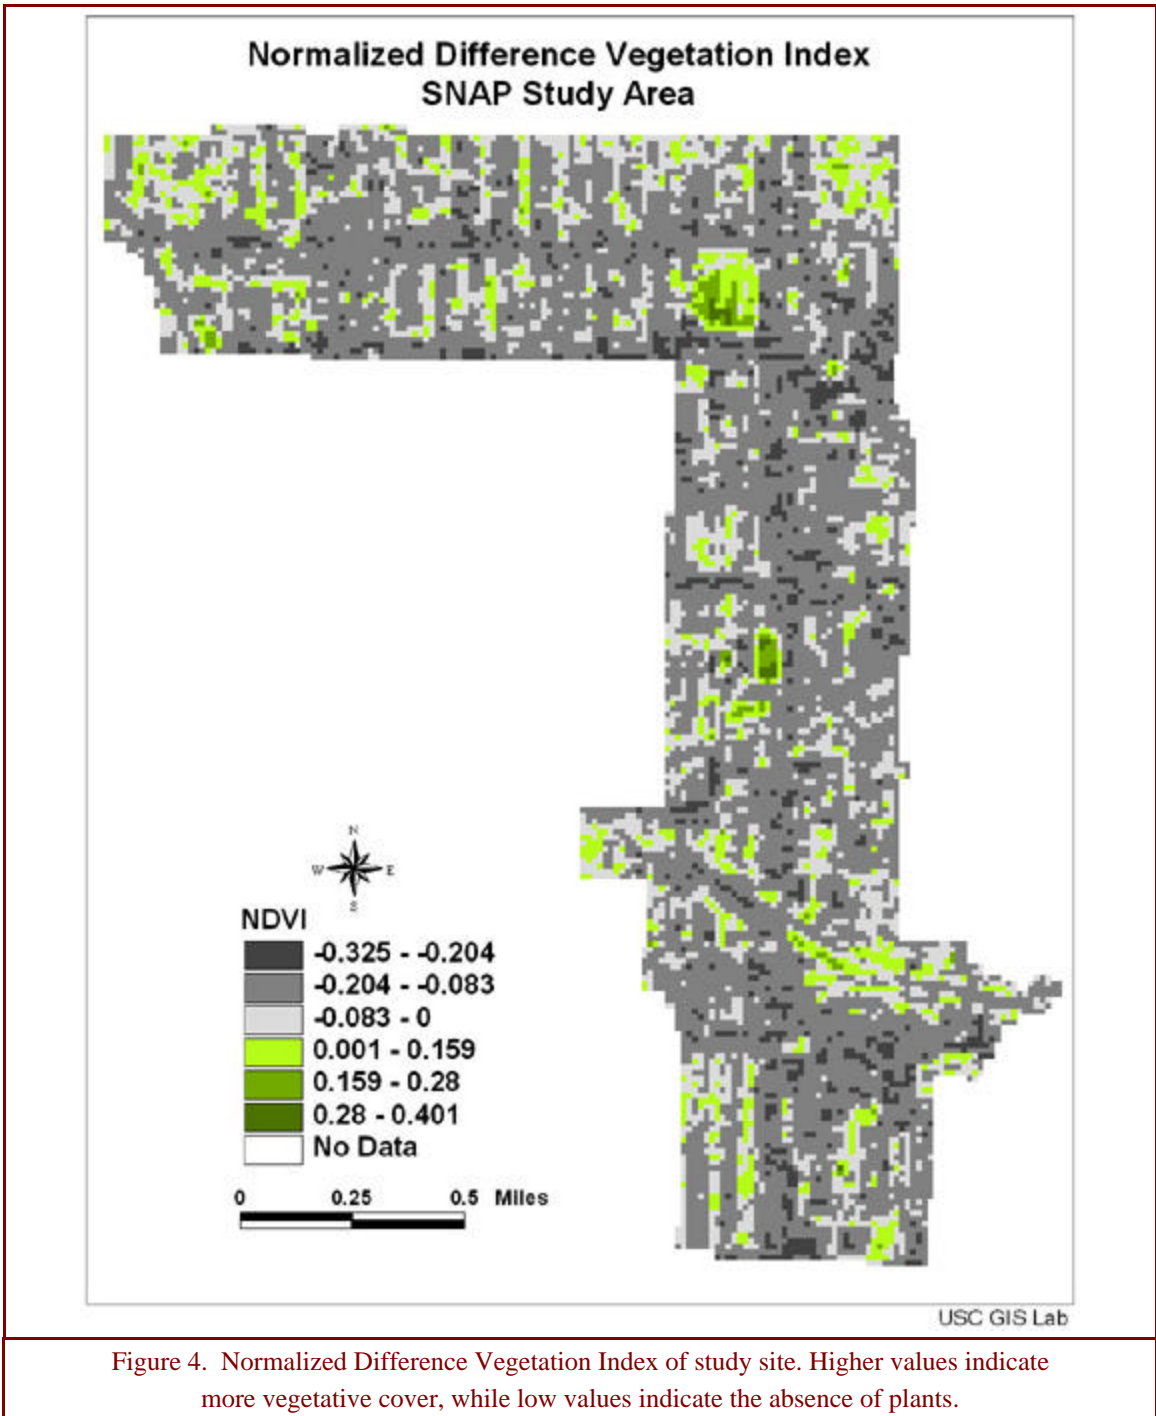 Normalized Difference Vegetation Index
SNAP Study Area
N
W E
S
NDVI
-0.325 - -0.204
-0.204 - -0.083
-0.083 - 0
0.001 - 0.159
0.159 - 0.28
0.28 - 0.401
No Data
0 0.25 0.5 Miles
USC GIS Lab
Figure 4. Normalized Difference Vegetation Index of study site. Higher values indicate
more vegetative cover, while low values indicate the absence of plants.